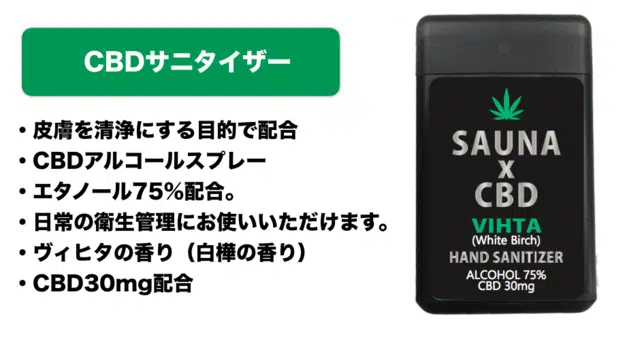 CBDサニタイザー
・皮膚を清浄にする目的で配合
・CBDアルコールスプレー
・エタノール75%配合。
・日常の衛生管理にお使いいただけます。
・ヴィヒタの香り（白樺の香り）
・CBD30mg配合
SAUNA
x
CBD
VIHTA
(White Birch)
HAND SANITIZER
ALCOHOL 75%
CBD 30mg